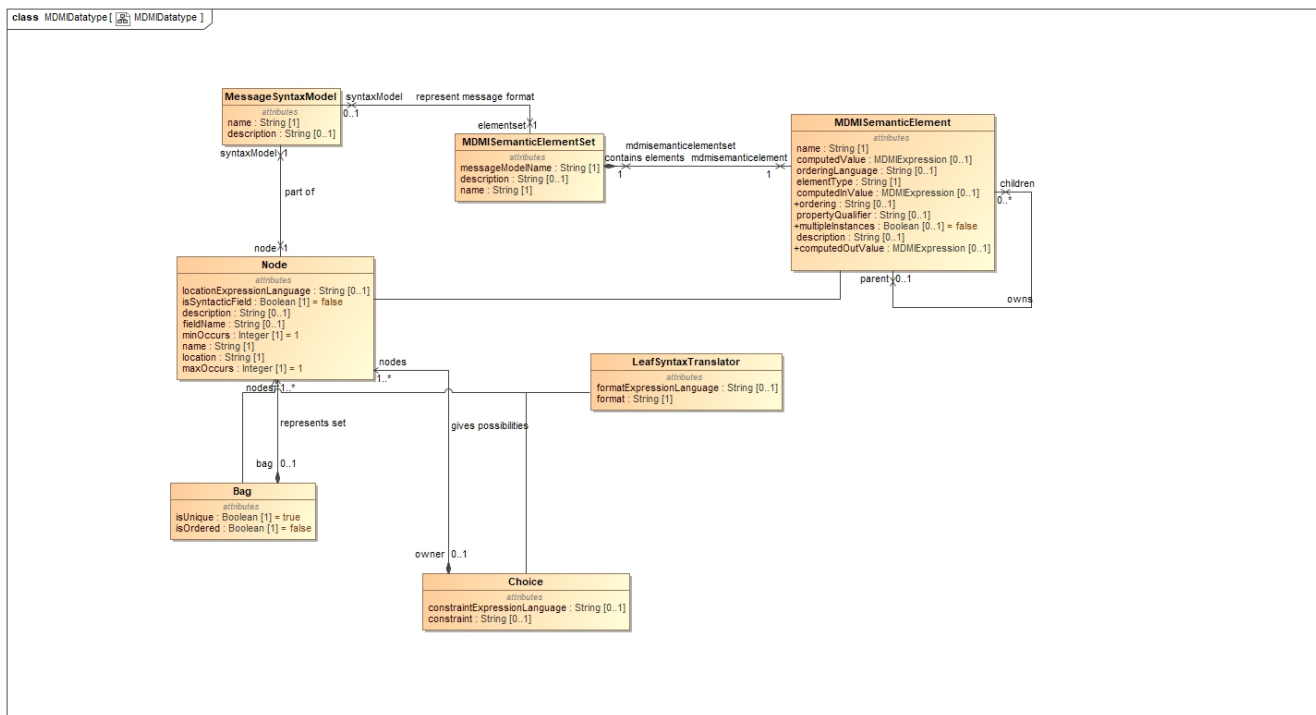 class MDMIDatatype [ MDMIDatatype ]
MessageSyntaxModel
attributes
name : String [1]
description : String [0..1]
syntaxModel
0..1
represent message format
elementset
1
MDMISemanticElementSet
attributes
messageModelName : String [1]
description : String [0..1]
name : String [1]
mdmisemanticelementset
contains elements
mdmisemanticelement
1
1
MDMISemanticElement
attributes
name : String [1]
computedValue : MDMIExpression [0..1]
orderingLanguage : String [0..1]
elementType : String [1]
computedInValue : MDMIExpression [0..1]
+ordering : String [0..1]
propertyQualifier : String [0..1]
+multipleInstances : Boolean [0..1] = false
description : String [0..1]
+computedOutValue : MDMIExpression [0..1]
children
0..*
parent
0..1
owns
syntaxModel
1
part of
node
1
Node
attributes
locationExpressionLanguage : String [0..1]
isSyntacticField : Boolean [1] = false
description : String [0..1]
fieldName : String [0..1]
minOccurs : Integer [1] = 1
name : String [1]
location : String [1]
maxOccurs : Integer [1] = 1
nodes
1..*
nodes
1..*
LeafSyntaxTranslator
attributes
formatExpressionLanguage : String [0..1]
format : String [1]
represents set
gives possibilities
bag
0..1
Bag
attributes
isUnique : Boolean [1] = true
isOrdered : Boolean [1] = false
owner
0..1
Choice
attributes
constraintExpressionLanguage : String [0..1]
constraint : String [0..1]